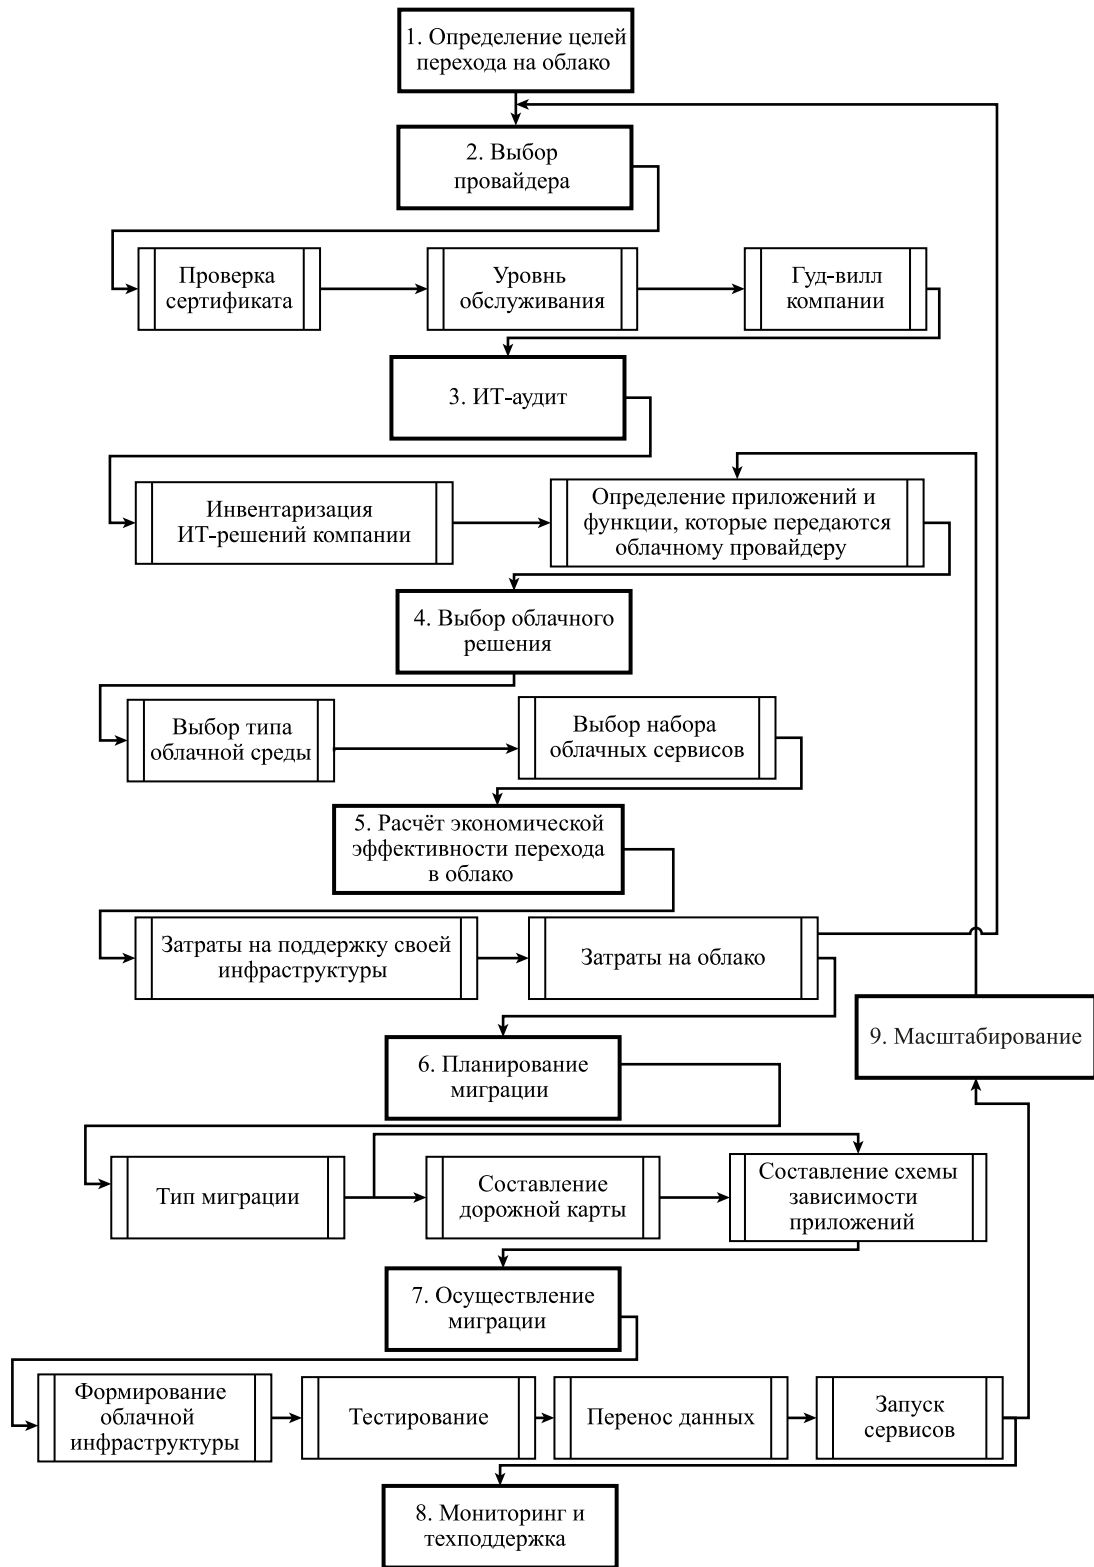 1. Определение целей
перехода на облако
2. Выбор
провайдера
Проверка
сертификата
Уровнь
обслуживания
Гуд-вилл
компании
3. ИТ-аудит
Инвентаризация
ИТ-решений компании
Определение приложений и
функции, которые передаются
облачному провайдеру
4. Выбор облачного
решения
Выбор типа
облачной среды
Выбор набора
облачных сервисов
5. Расчёт экономической
эффективности перехода
в облако
Затраты на поддержку своей
инфраструктуры
Затраты на облако
9. Масштабирование
6. Планирование
миграции
Тип миграции
Составление
дорожной карты
Составление схемы
зависимости
приложений
7. Осуществление
миграции
Формирование
облачной
инфраструктуры
Тестирование
Перенос данных
Запуск
сервисов
8. Мониторинг и
техподдержка